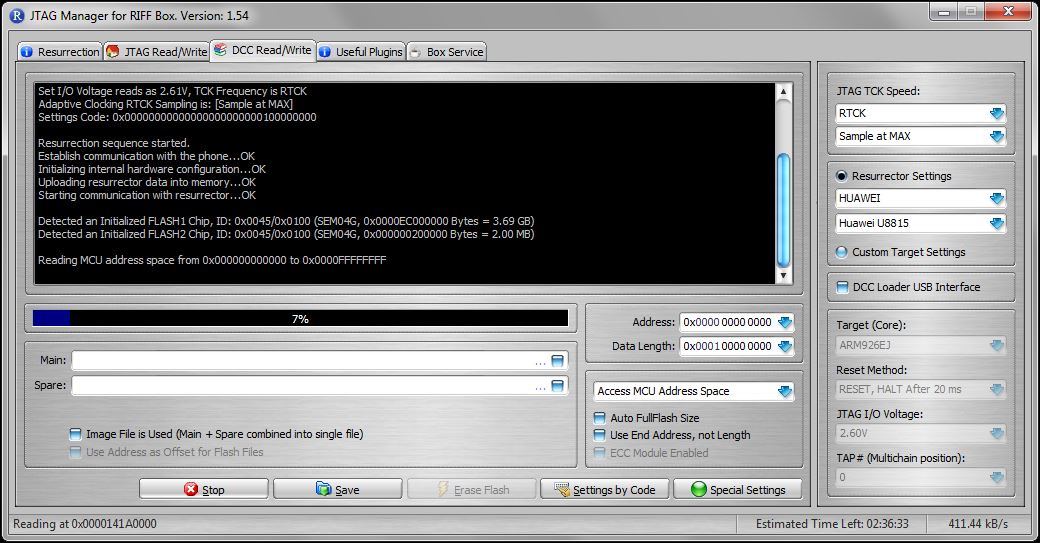 JTAG Manager for RIFF Box. Version: 1.54
Resurrection
JTAG Read/Write
DCC Read/Write
Useful Plugins
Box Service
Set I/O Voltage reads as 2.61V, TCK Frequency is RTCK
Adaptive Clocking RTCK Sampling is: [Sample at MAX]
Settings Code: 0x00000000000000000000000100000000
Resurrection sequence started.
Establish communication with the phone...OK
Initializing internal hardware configuration...OK
Uploading resurrector data into memory...OK
Starting communication with resurrector...OK
Detected an Initialized FLASH1 Chip, ID: 0x0045/0x0100 (SEM04G, 0x0000EC000000 Bytes = 3.69 GB)
Detected an Initialized FLASH2 Chip, ID: 0x0045/0x0100 (SEM04G, 0x000000200000 Bytes = 2.00 MB)
Reading MCU address space from 0x000000000000 to 0x0000FFFFFFFF
7%
Address: 0x0000 0000 0000
Data Length: 0x0001 0000 0000
Main: ...
Spare: ...
Image File is Used (Main + Spare combined into single file)
Use Address as Offset for Flash Files
Access MCU Address Space
Auto FullFlash Size
Use End Address, not Length
ECC Module Enabled
Stop
Save
Erase Flash
Settings by Code
Special Settings
JTAG TCK Speed:
RTCK
Sample at MAX
Resurrector Settings
HUAWEI
Huawei U8815
Custom Target Settings
DCC Loader USB Interface
Target (Core):
ARM926EJ
Reset Method:
RESET, HALT After 20 ms
JTAG I/O Voltage:
2.60V
TAP# (Multichain position):
0
Reading at 0x0000141A0000
Estimated Time Left: 02:36:33
411.44 kB/s